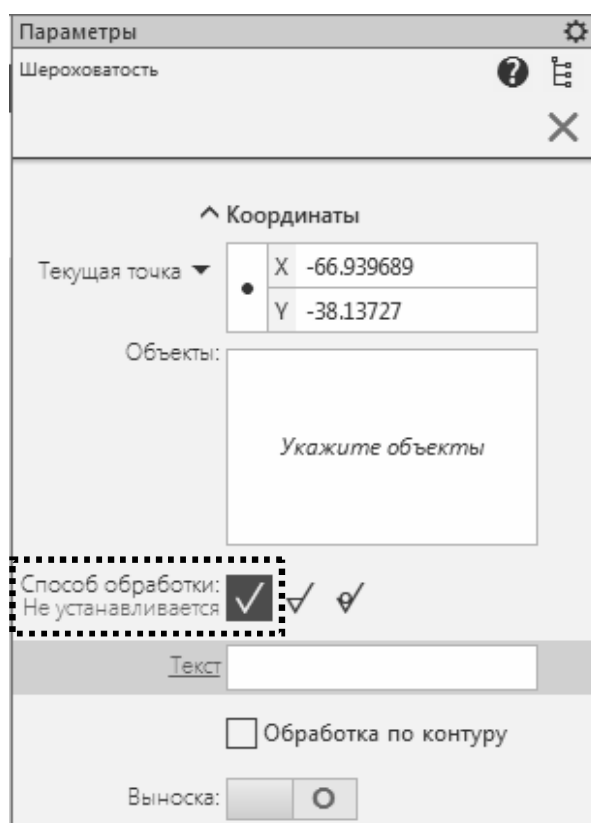 Параметры
Шероховатость
Координаты
Текущая точка
X -66.939689
Y -38.13727
Объекты:
Укажите объекты
Способ обработки:
Не устанавливается
Текст
Обработка по контуру
Выноска: